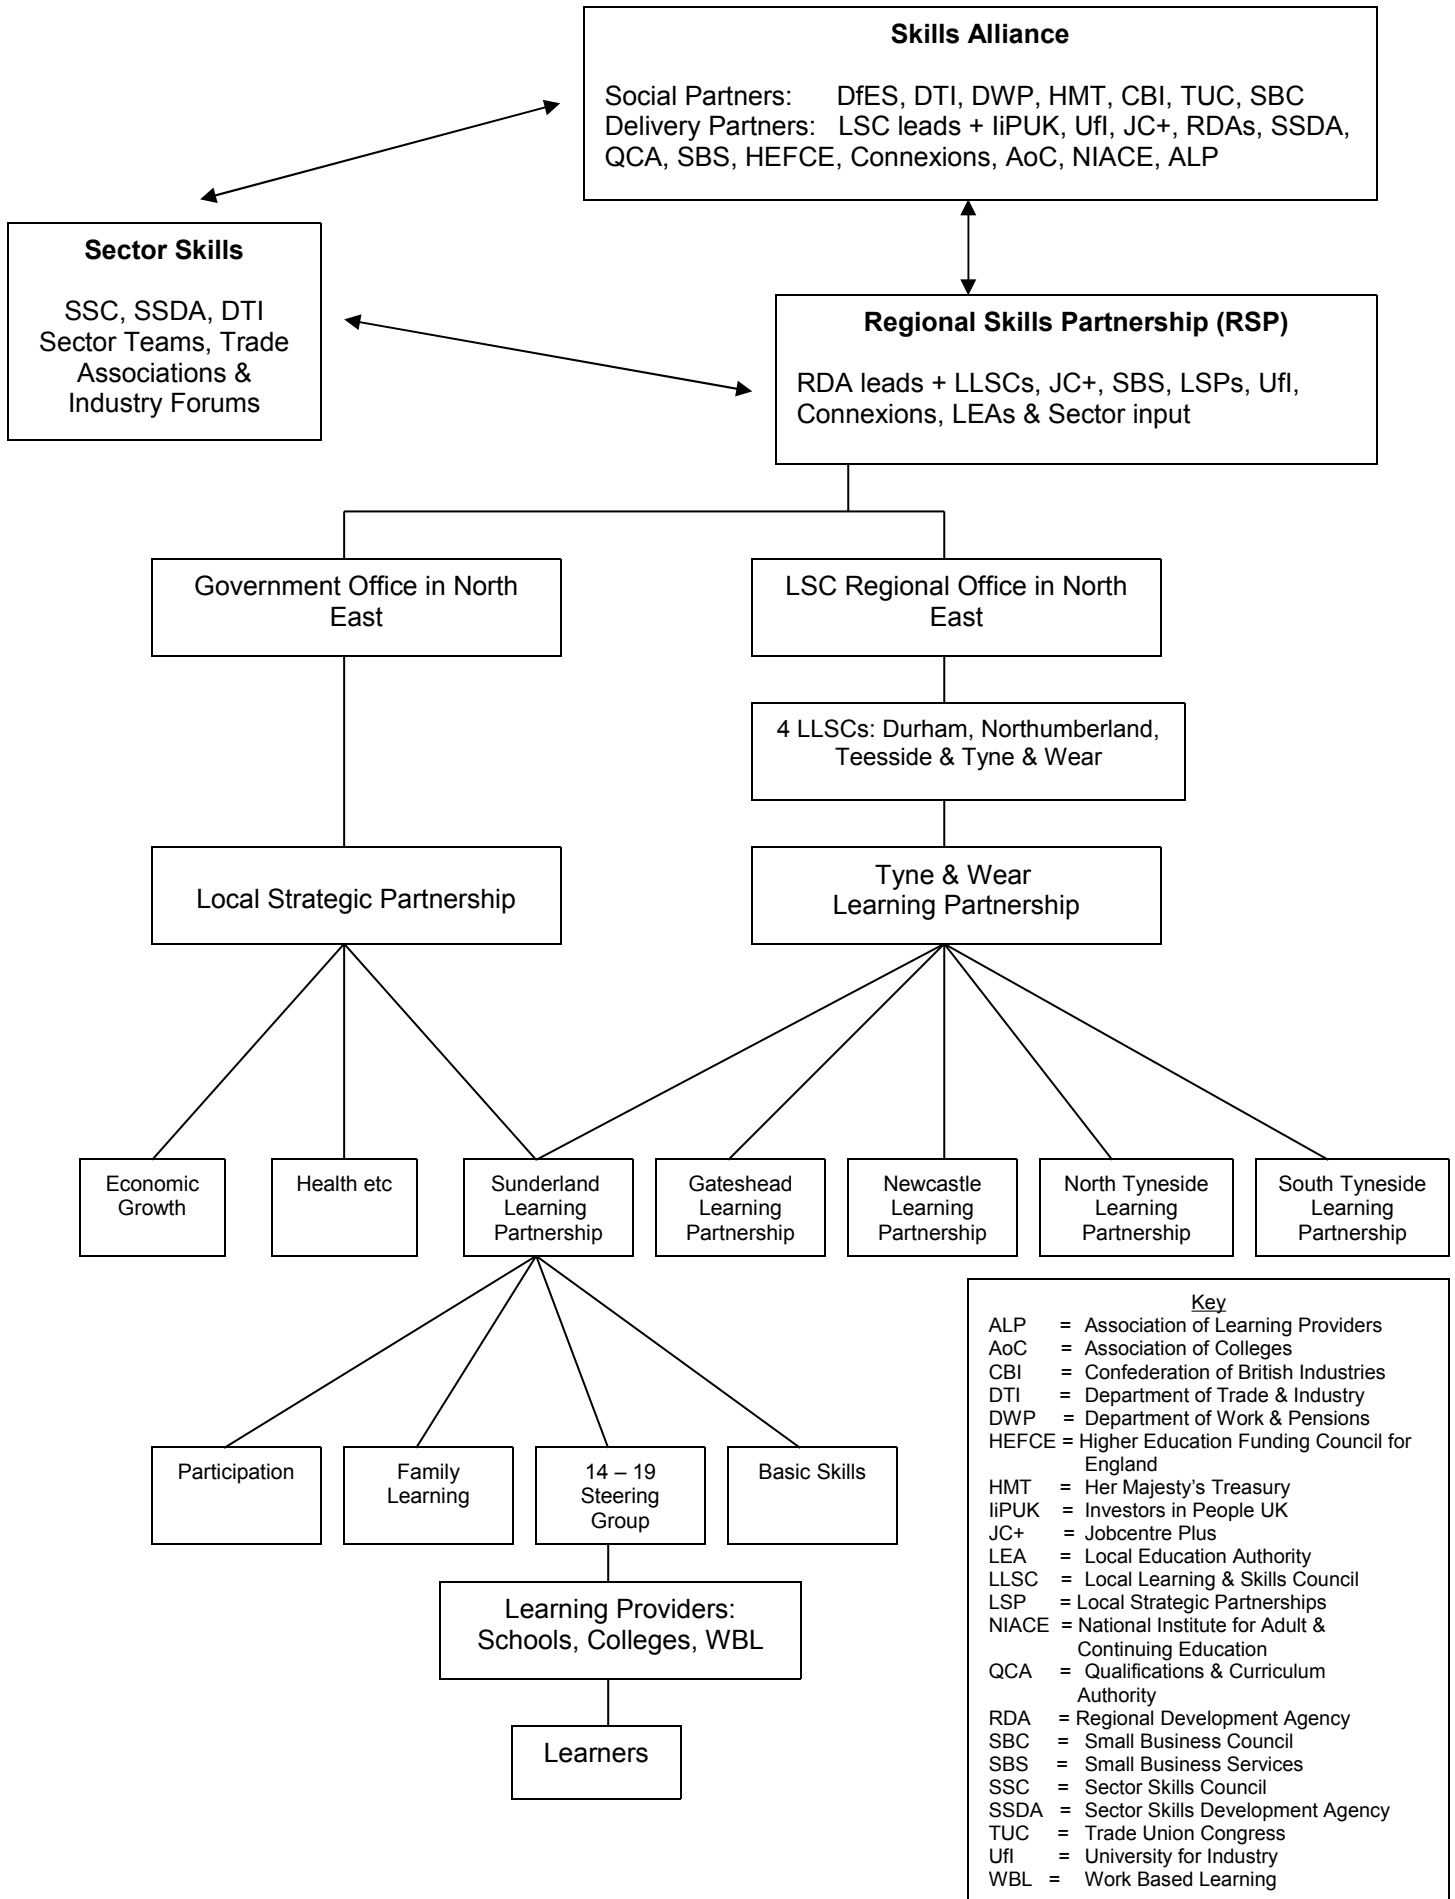 Skills Alliance
Social Partners: DfES, DTI, DWP, HMT, CBI, TUC, SBC
Delivery Partners: LSC leads + IiPUK, UfI, JC+, RDAs, SSDA,
QCA, SBS, HEFCE, Connexions, AoC, NIACE, ALP
Sector Skills
SSC, SSDA, DTI
Sector Teams, Trade
Associations &
Industry Forums
Regional Skills Partnership (RSP)
RDA leads + LLSCs, JC+, SBS, LSPs, UfI,
Connexions, LEAs & Sector input
Government Office in North
East
LSC Regional Office in North
East
4 LLSCs: Durham, Northumberland,
Teesside & Tyne & Wear
Local Strategic Partnership
Tyne & Wear
Learning Partnership
Economic
Growth
Health etc
Sunderland
Learning
Partnership
Gateshead
Learning
Partnership
Newcastle
Learning
Partnership
North Tyneside
Learning
Partnership
South Tyneside
Learning
Partnership
Participation
Family
Learning
14 – 19
Steering
Group
Basic Skills
Learning Providers:
Schools, Colleges, WBL
Learners
Key
ALP = Association of Learning Providers
AoC = Association of Colleges
CBI = Confederation of British Industries
DTI = Department of Trade & Industry
DWP = Department of Work & Pensions
HEFCE = Higher Education Funding Council for
England
HMT = Her Majesty’s Treasury
IiPUK = Investors in People UK
JC+ = Jobcentre Plus
LEA = Local Education Authority
LLSC = Local Learning & Skills Council
LSP = Local Strategic Partnerships
NIACE = National Institute for Adult &
Continuing Education
QCA = Qualifications & Curriculum
Authority
RDA = Regional Development Agency
SBC = Small Business Council
SBS = Small Business Services
SSC = Sector Skills Council
SSDA = Sector Skills Development Agency
TUC = Trade Union Congress
UfI = University for Industry
WBL = Work Based Learning